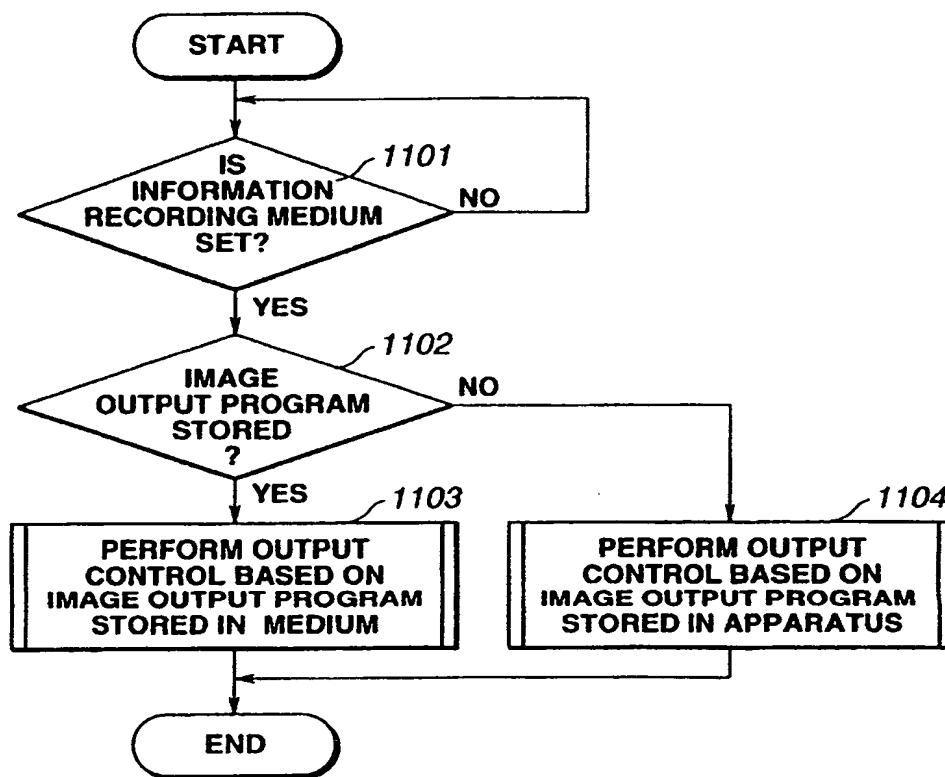 START
1101
IS
INFORMATION
RECORDING MEDIUM
SET?
NO
YES
1102
IMAGE
OUTPUT PROGRAM
STORED
?
NO
YES
1103
PERFORM OUTPUT
CONTROL BASED ON
IMAGE OUTPUT PROGRAM
STORED IN MEDIUM
1104
PERFORM OUTPUT
CONTROL BASED ON
IMAGE OUTPUT PROGRAM
STORED IN APPARATUS
END